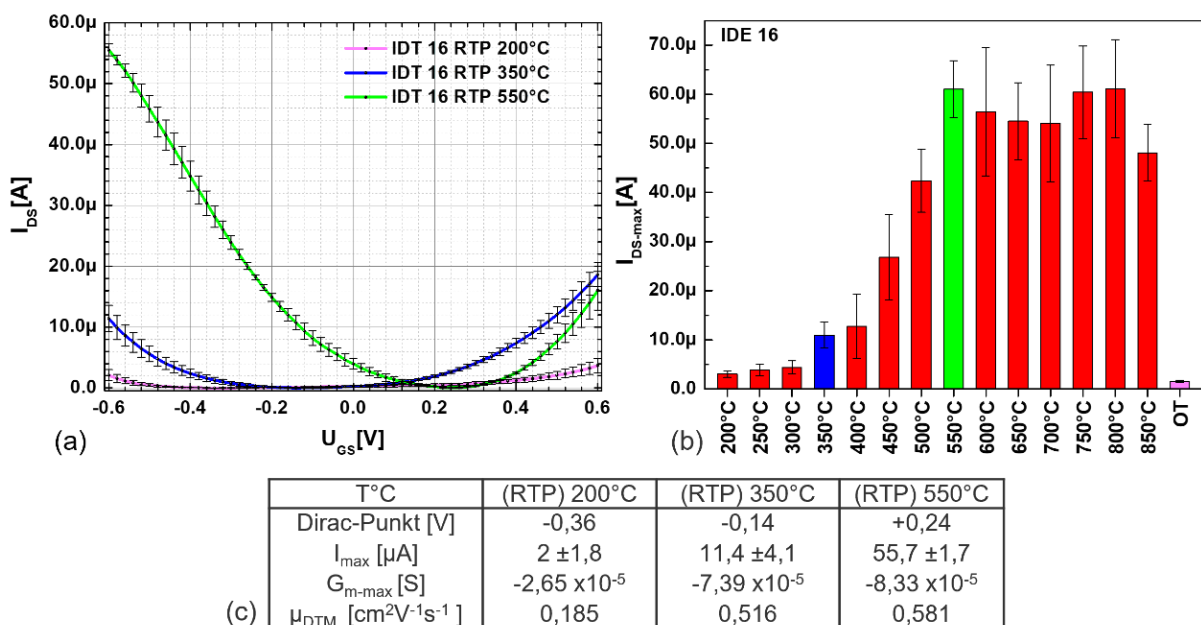 60.0µ
50.0µ
40.0µ
30.0µ
20.0µ
10.0µ
0.0
I_DS[A]
IDT 16 RTP 200°C
IDT 16 RTP 350°C
IDT 16 RTP 550°C
-0.6 -0.4 -0.2 0.0 0.2 0.4 0.6
U_GS[V]
(a)
IDE 16
70.0µ
60.0µ
50.0µ
40.0µ
30.0µ
20.0µ
10.0µ
0.0
I_DS-max[A]
200°C 250°C 300°C 350°C 400°C 450°C 500°C 550°C 600°C 650°C 700°C 750°C 800°C 850°C OT
(b)
T°C (RTP) 200°C (RTP) 350°C (RTP) 550°C
Dirac-Punkt [V] -0,36 -0,14 +0,24
I_max [µA] 2 ±1,8 11,4 ±4,1 55,7 ±1,7
G_m-max [S] -2,65 x10⁻⁵ -7,39 x10⁻⁵ -8,33 x10⁻⁵
µ_DTM [cm²V⁻¹s⁻¹ ] 0,185 0,516 0,581
(c)